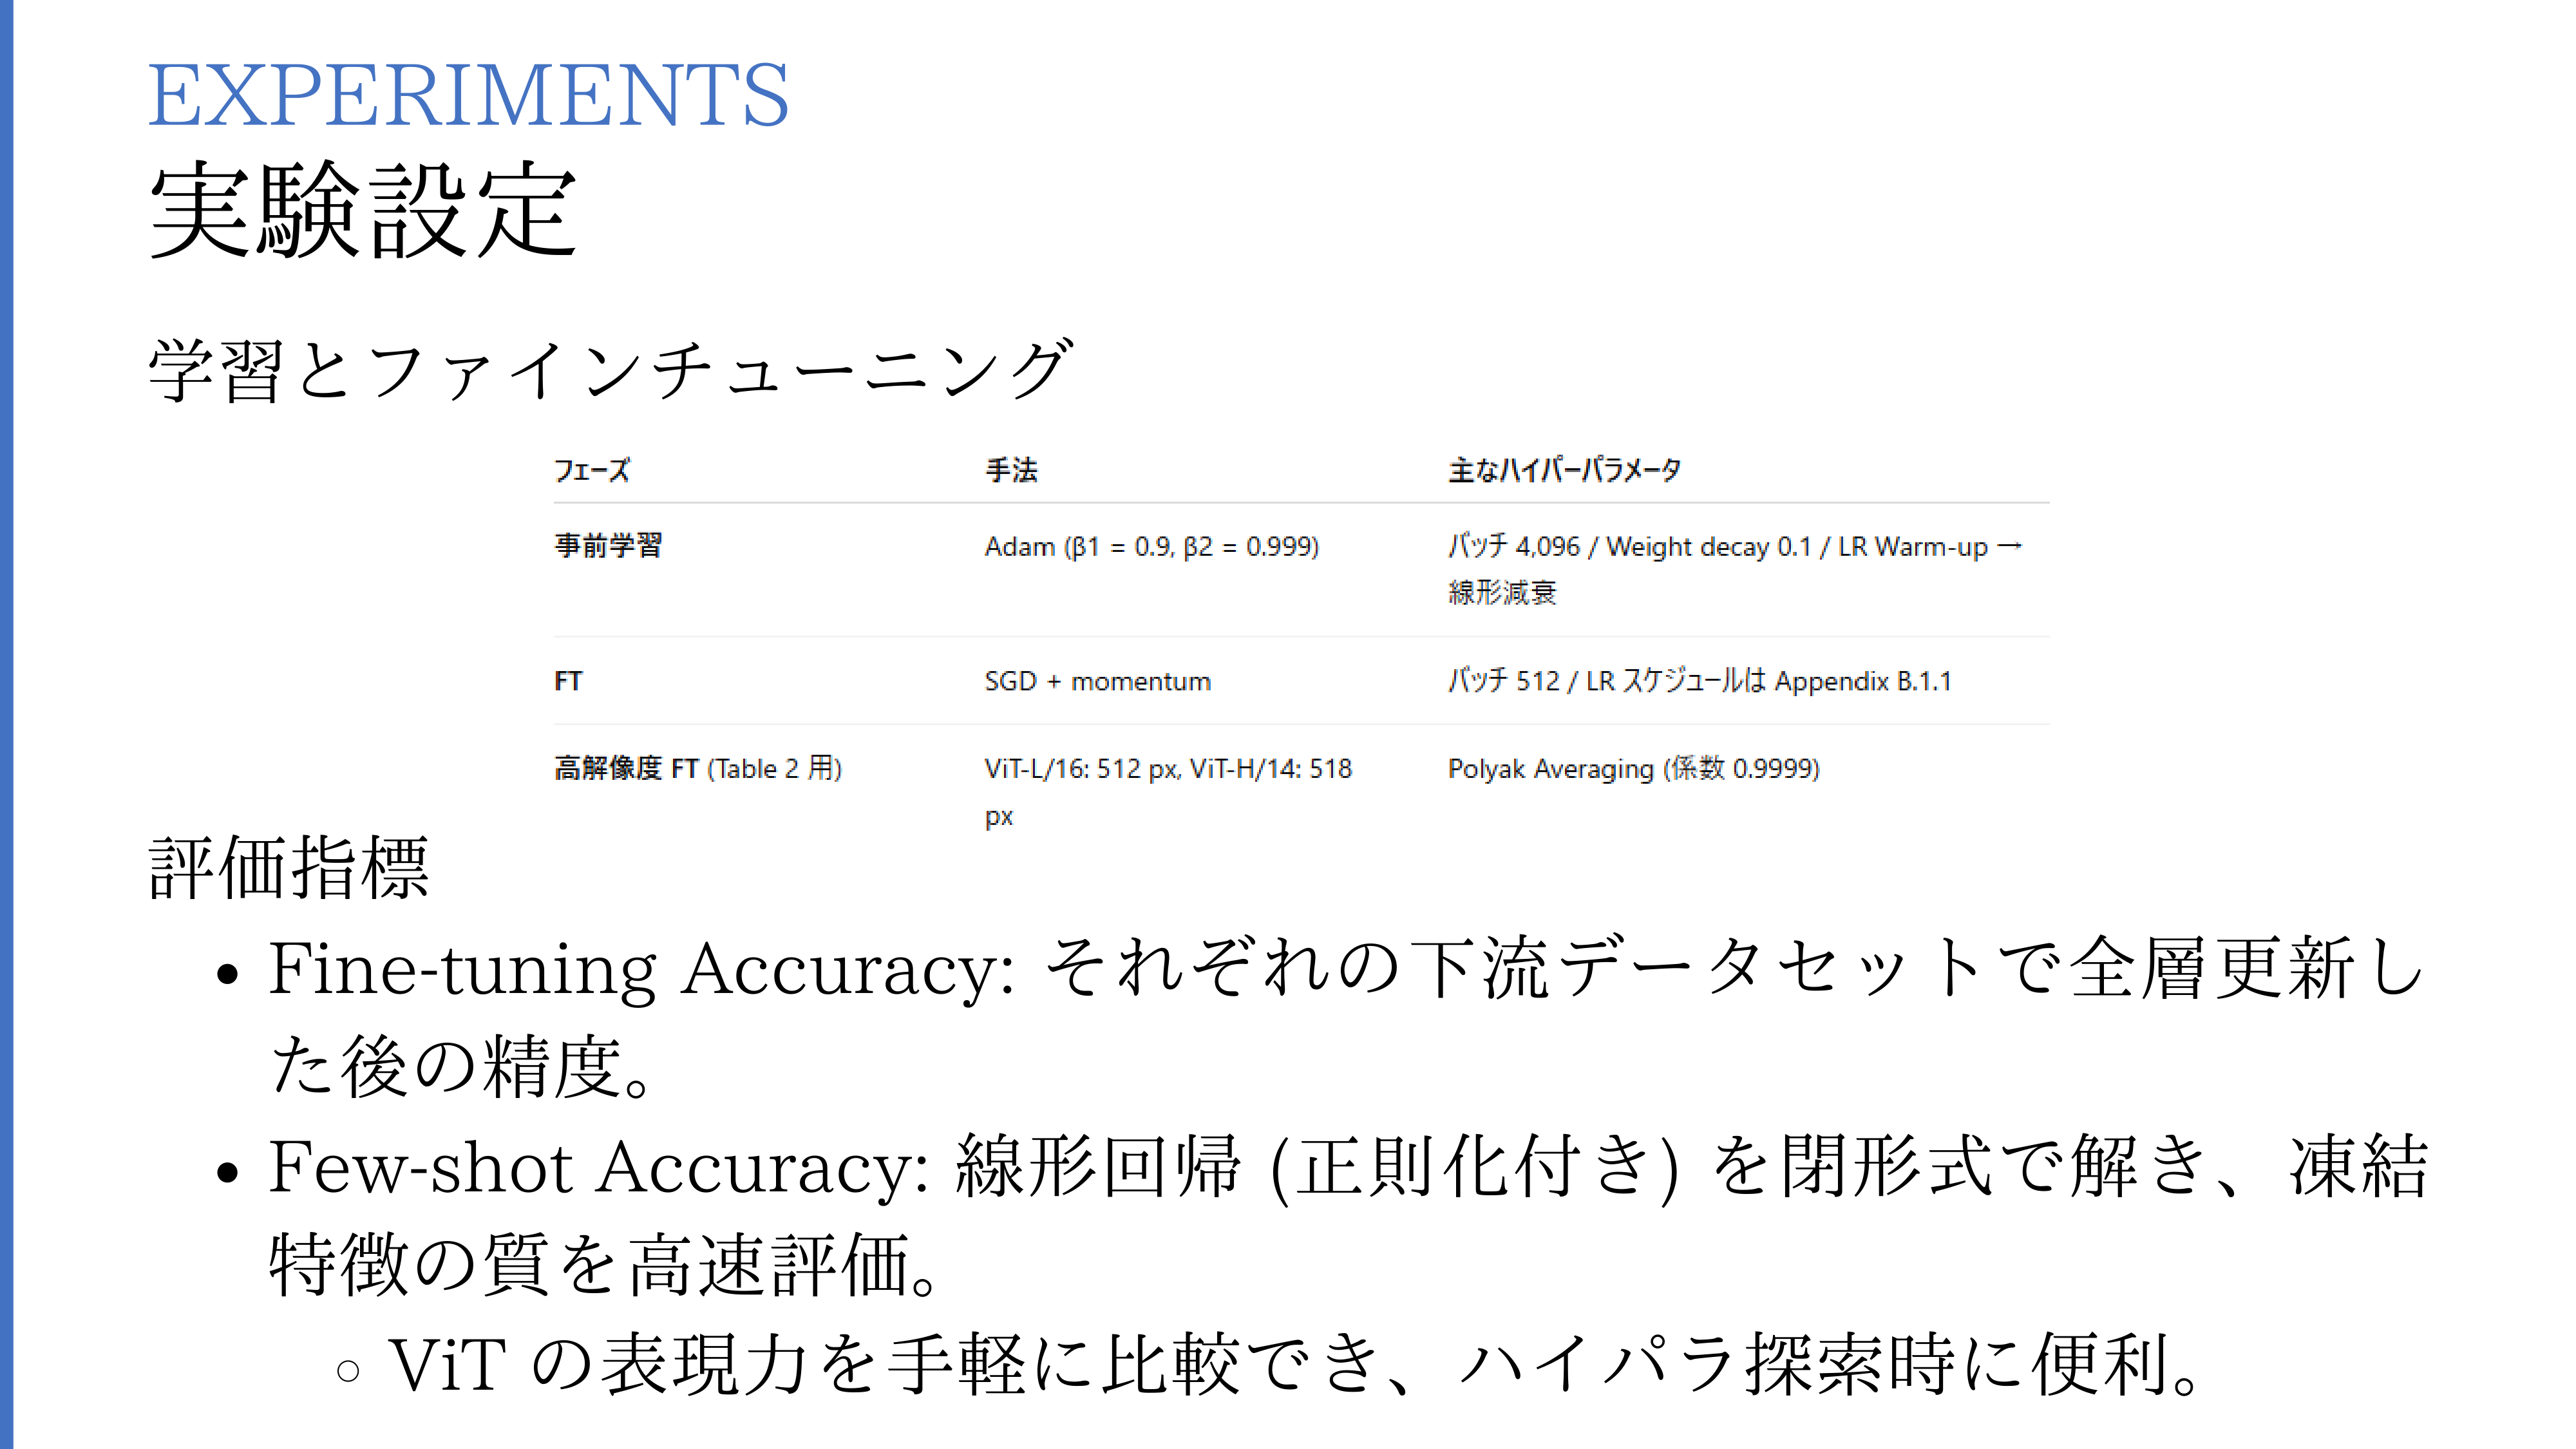 EXPERIMENTS
実験設定
学習とファインチューニング
フェーズ 手法 主なハイパーパラメータ
事前学習 Adam (β1 = 0.9, β2 = 0.999) バッチ 4,096 / Weight decay 0.1 / LR Warm-up →
線形減衰
FT SGD + momentum バッチ 512 / LR スケジュールは Appendix B.1.1
高解像度 FT (Table 2 用) ViT-L/16: 512 px, ViT-H/14: 518 Polyak Averaging (係数 0.9999)
px
評価指標
• Fine-tuning Accuracy: それぞれの下流データセットで全層更新し
た後の精度。
• Few-shot Accuracy: 線形回帰 (正則化付き) を閉形式で解き、凍結
特徴の質を高速評価。
○ ViT の表現力を手軽に比較でき、ハイパラ探索時に便利。